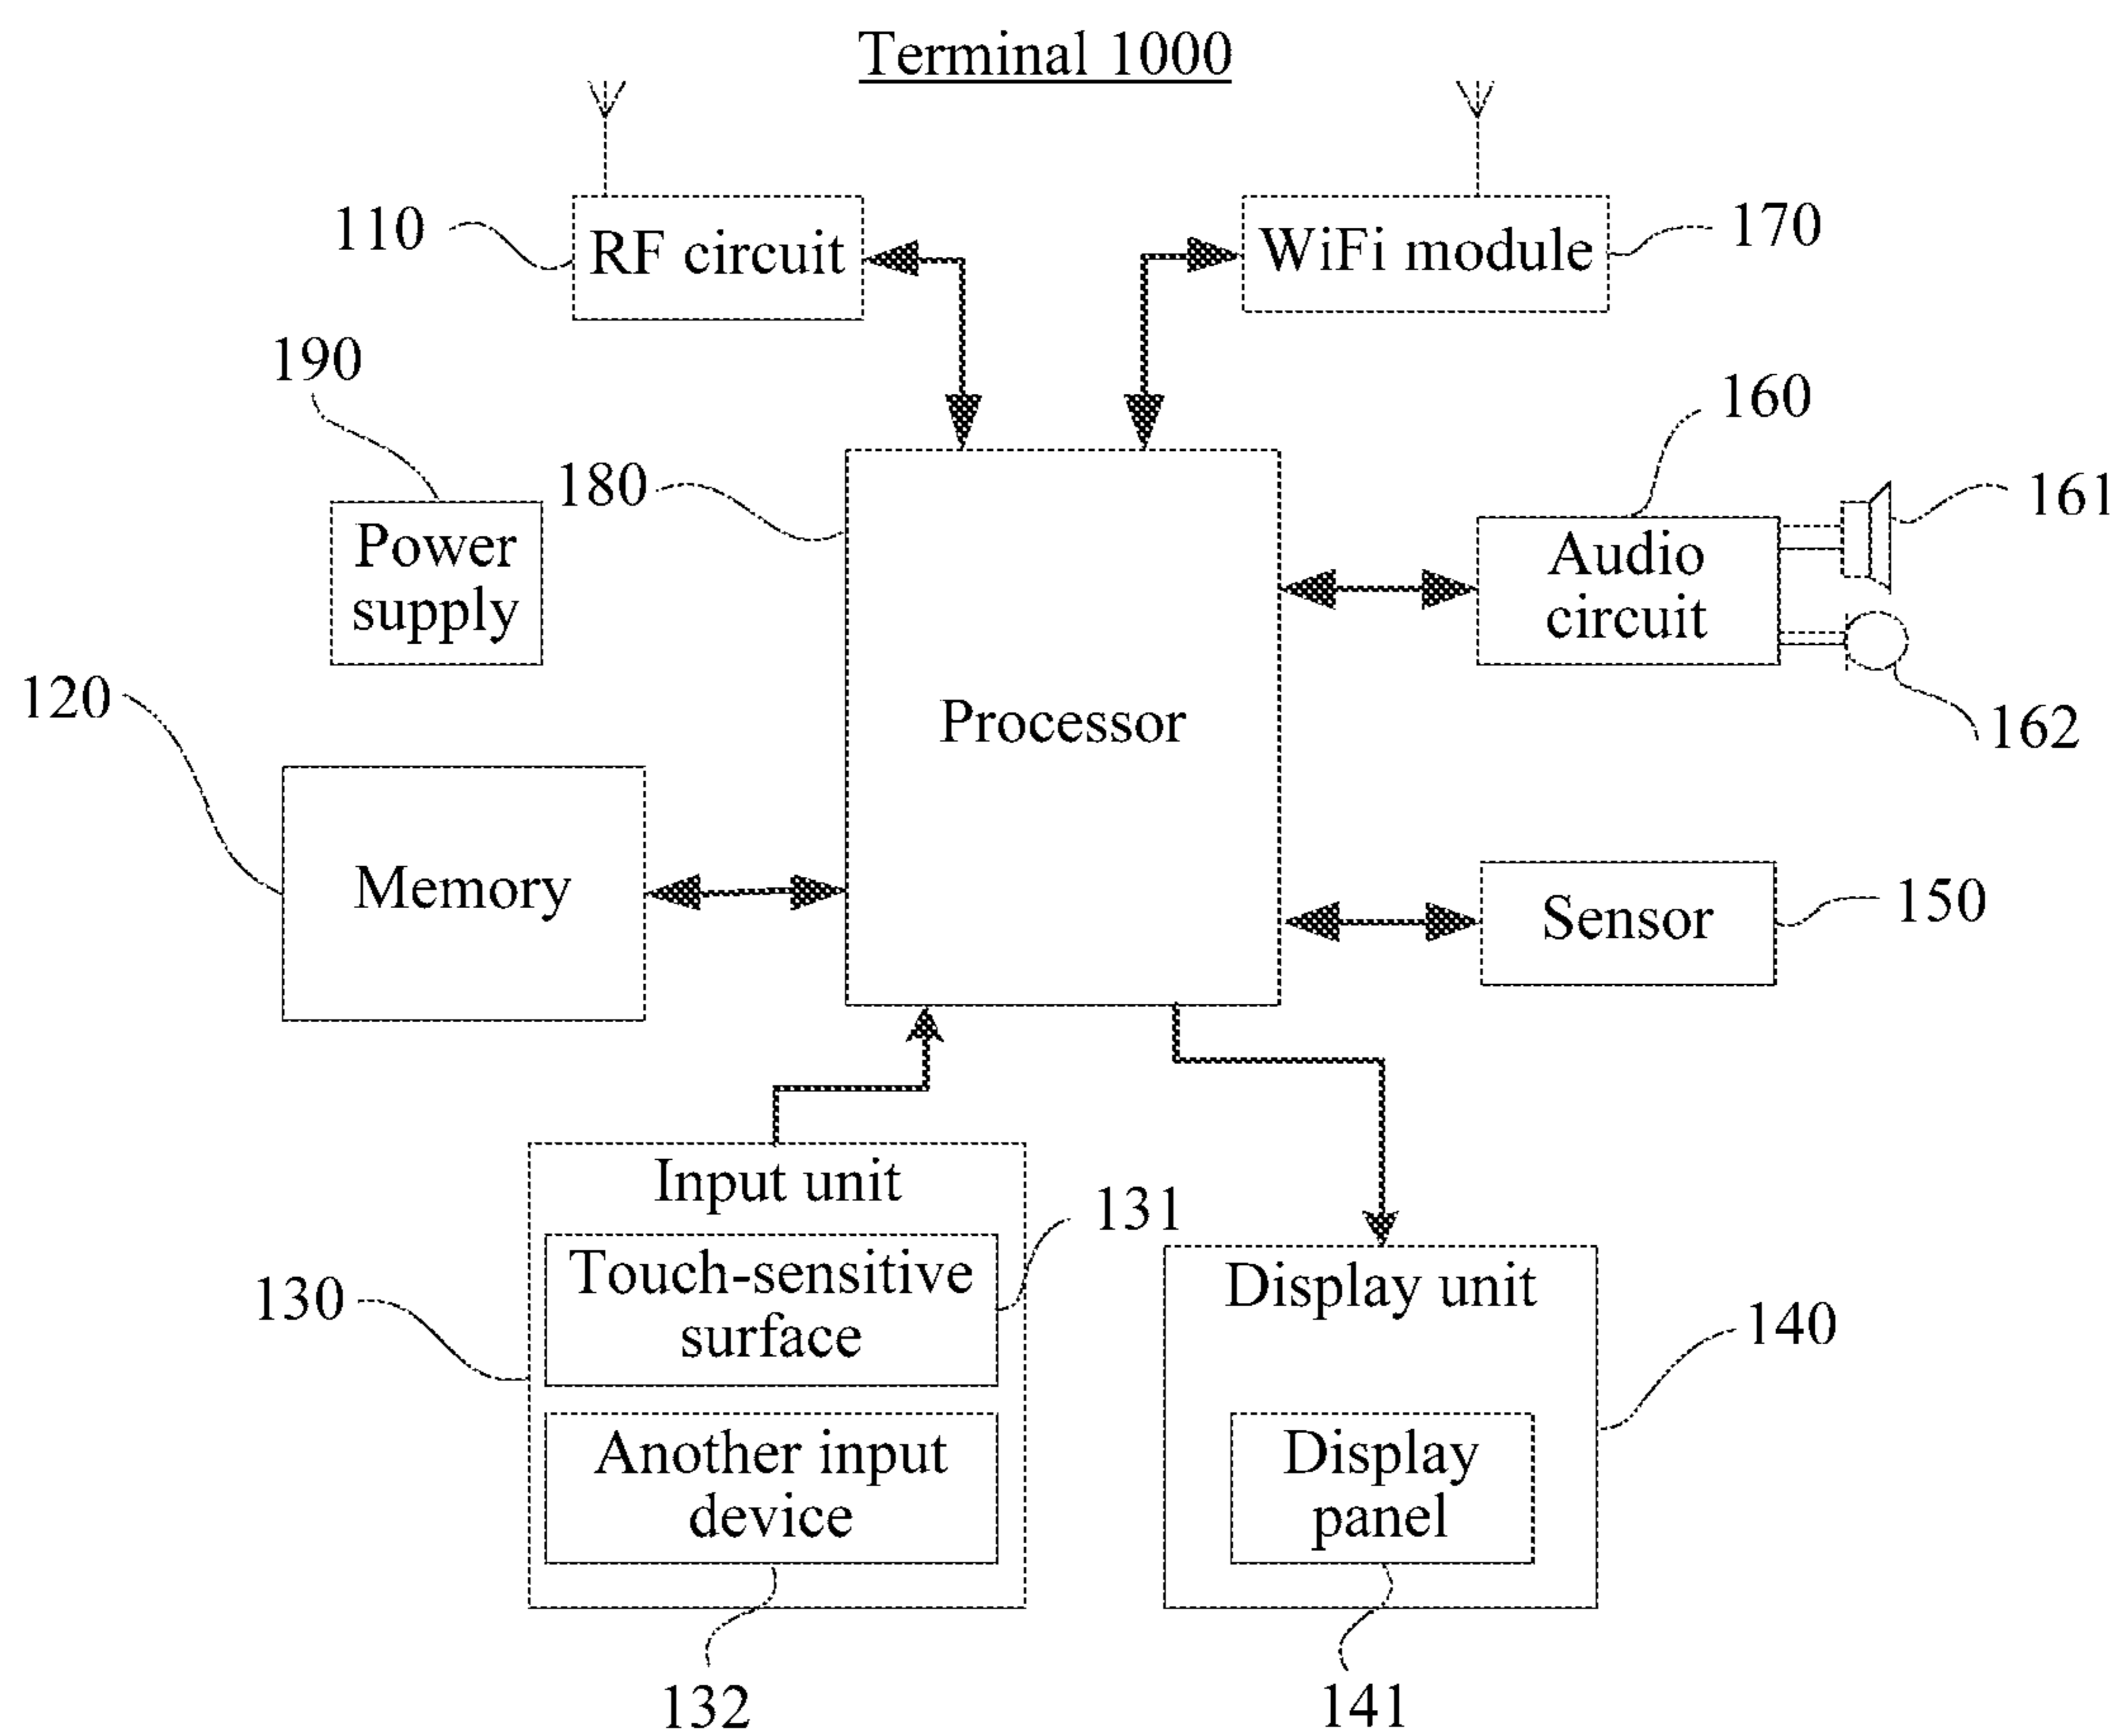 Terminal 1000
110
RF circuit
WiFi module
170
190
180
160
161
Power
supply
Audio
circuit
162
120
Processor
Memory
Sensor
150
Input unit
131
Touch-sensitive
surface
130
Display unit
140
Another input
device
Display
panel
132
141